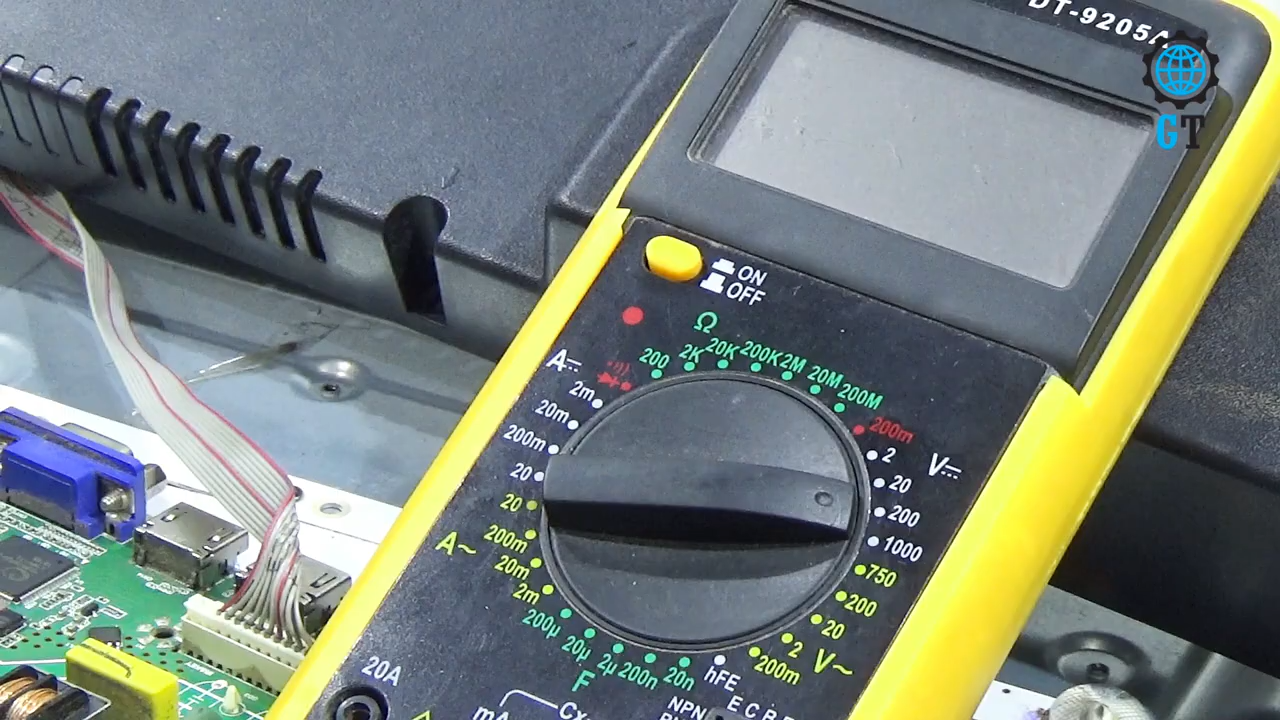 DT-9205A
GT
ON
OFF
Ω
200 2K 20K 200K 2M 20M 200M
A
2m
20m
200m
20
200m
2
20
200
1000
V
A~
20
200m
20m
2m
750
200
20
2
200m
V~
200µ 20µ 2µ 200n 20n
F
hFE
20A
mA
Cx
NPN
E C B E